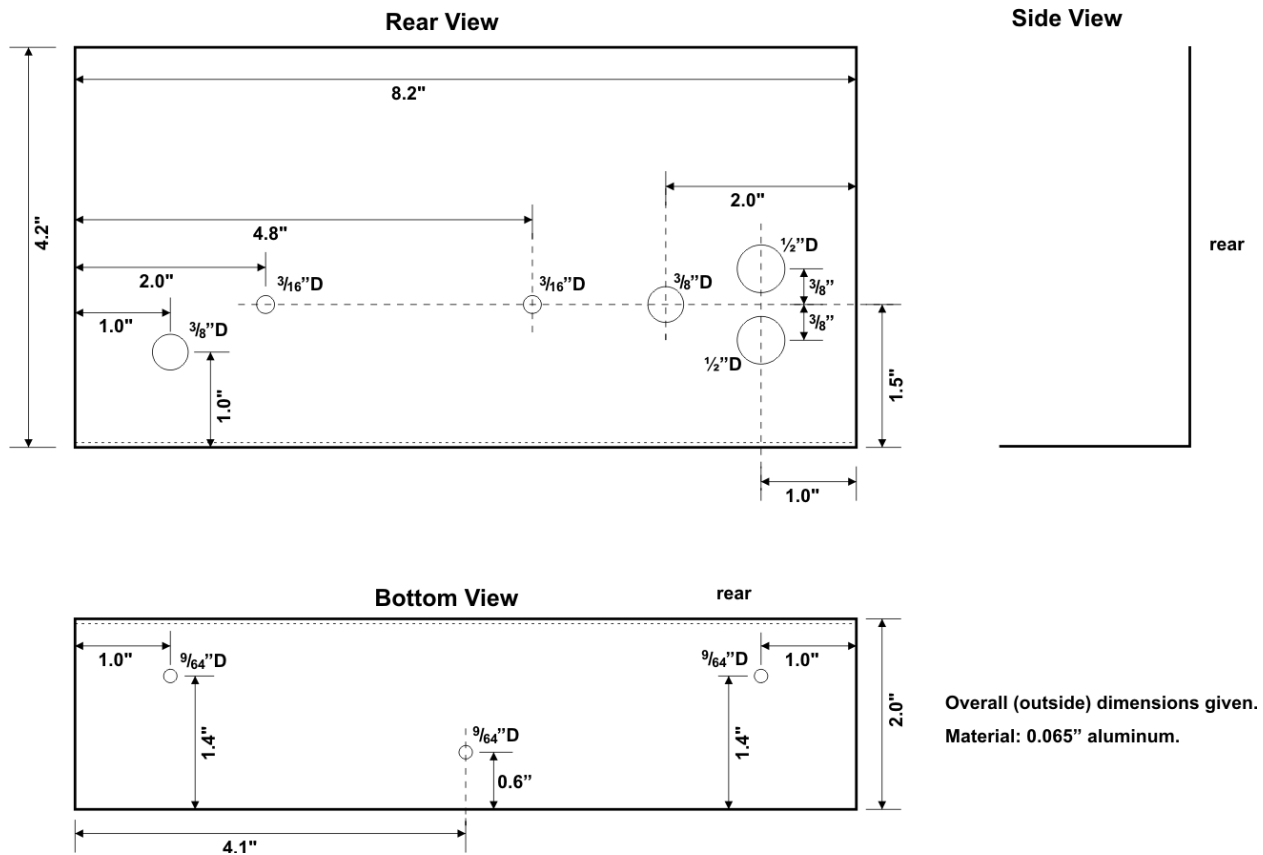 Rear View
Side View
8.2"
4.2"
2.0"
4.8"
½”D
rear
2.0"
3/16”D
3/16”D
3/8”D
3/8”
1.0"
3/8”D
3/8”
½”D
1.0"
1.5"
1.0"
Bottom View
rear
1.0"
9/64”D
9/64”D
1.0"
2.0"
1.4"
9/64”D
1.4"
0.6”
4.1"
Overall (outside) dimensions given.
Material: 0.065” aluminum.